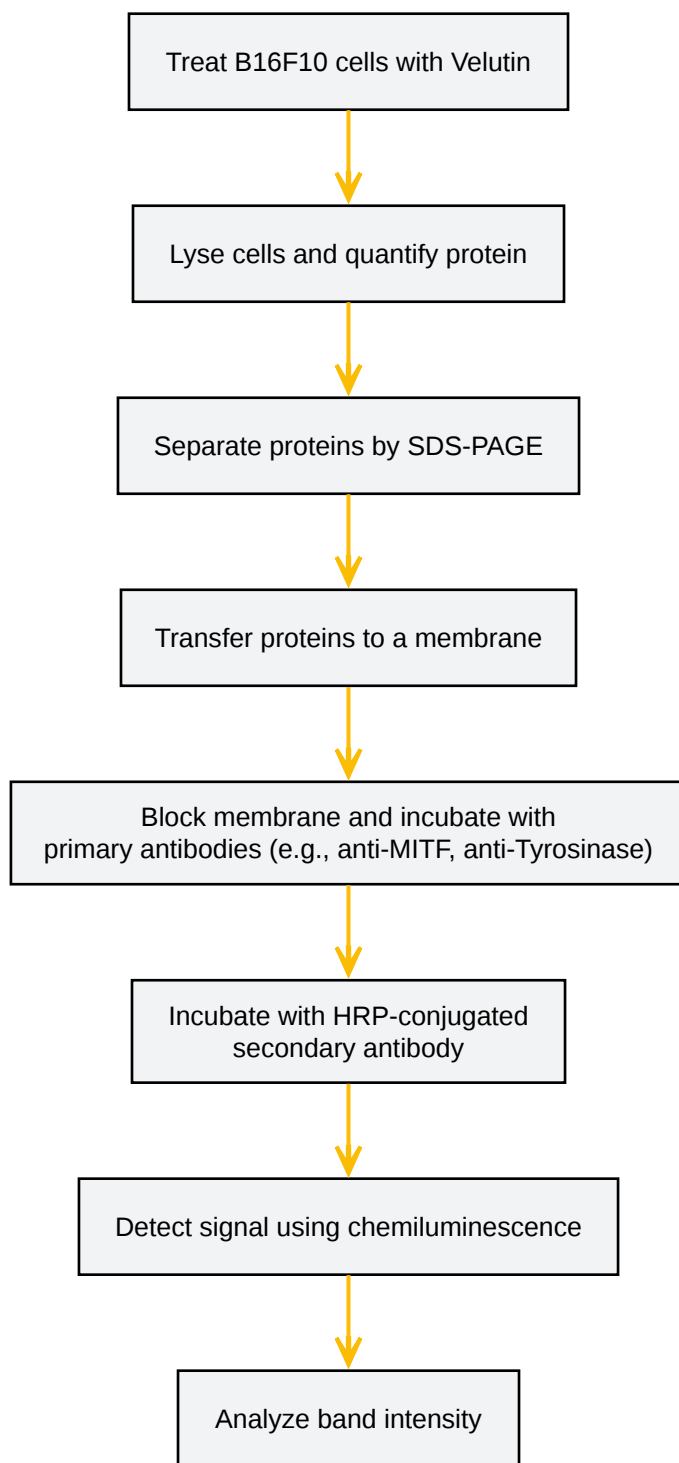 Treat B16F10 cells with Velutin
Lyse cells and quantify protein
Separate proteins by SDS-PAGE
Transfer proteins to a membrane
Block membrane and incubate with
primary antibodies (e.g., anti-MITF, anti-Tyrosinase)
Incubate with HRP-conjugated
secondary antibody
Detect signal using chemiluminescence
Analyze band intensity